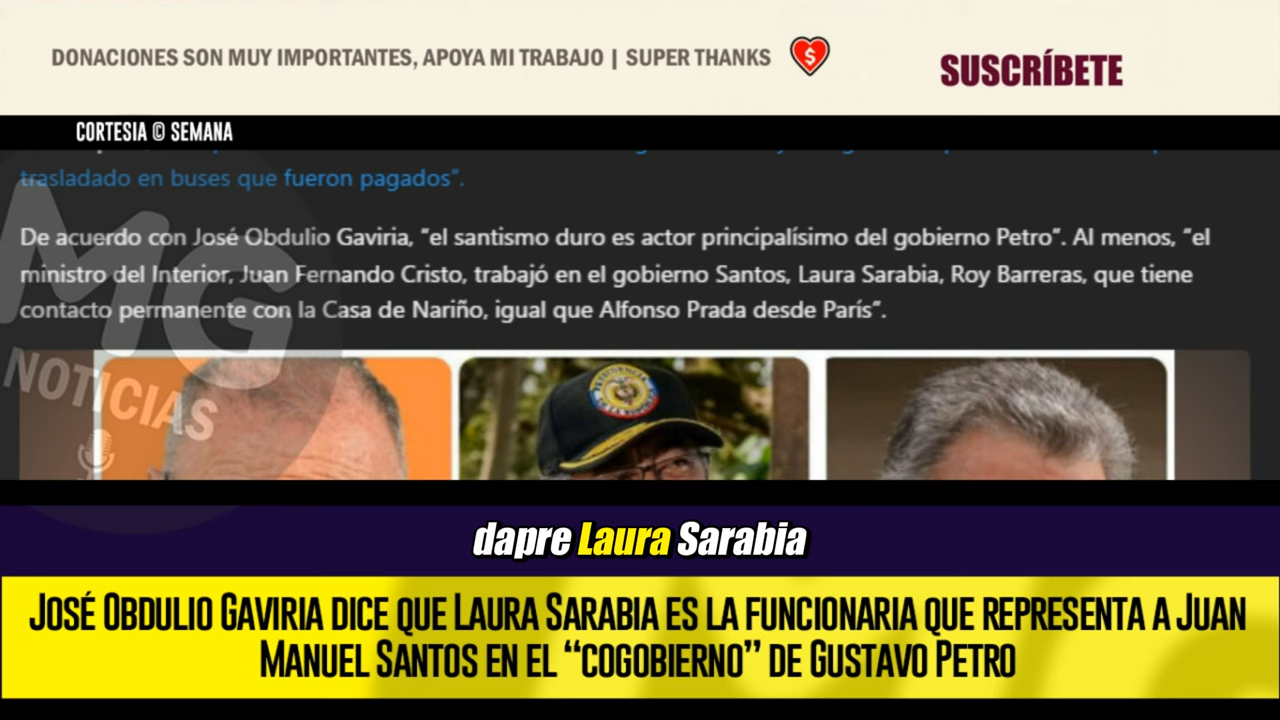 DONACIONES SON MUY IMPORTANTES, APOYA MI TRABAJO | SUPER THANKS
SUSCRÍBETE
CORTESIA © SEMANA
trasladado en buses que fueron pagados”.
De acuerdo con José Obdulio Gaviria, “el santismo duro es actor principalísimo del gobierno Petro”. Al menos, “el
ministro del Interior, Juan Fernando Cristo, trabajó en el gobierno Santos, Laura Sarabia, Roy Barreras, que tiene
contacto permanente con la Casa de Nariño, igual que Alfonso Prada desde París”.
MG
NOTICIAS
dapre Laura Sarabia
JOSÉ OBDULIO GAVIRIA DICE QUE LAURA SARABIA ES LA FUNCIONARIA QUE REPRESENTA A JUAN
MANUEL SANTOS EN EL “COGOBIERNO” DE GUSTAVO PETRO